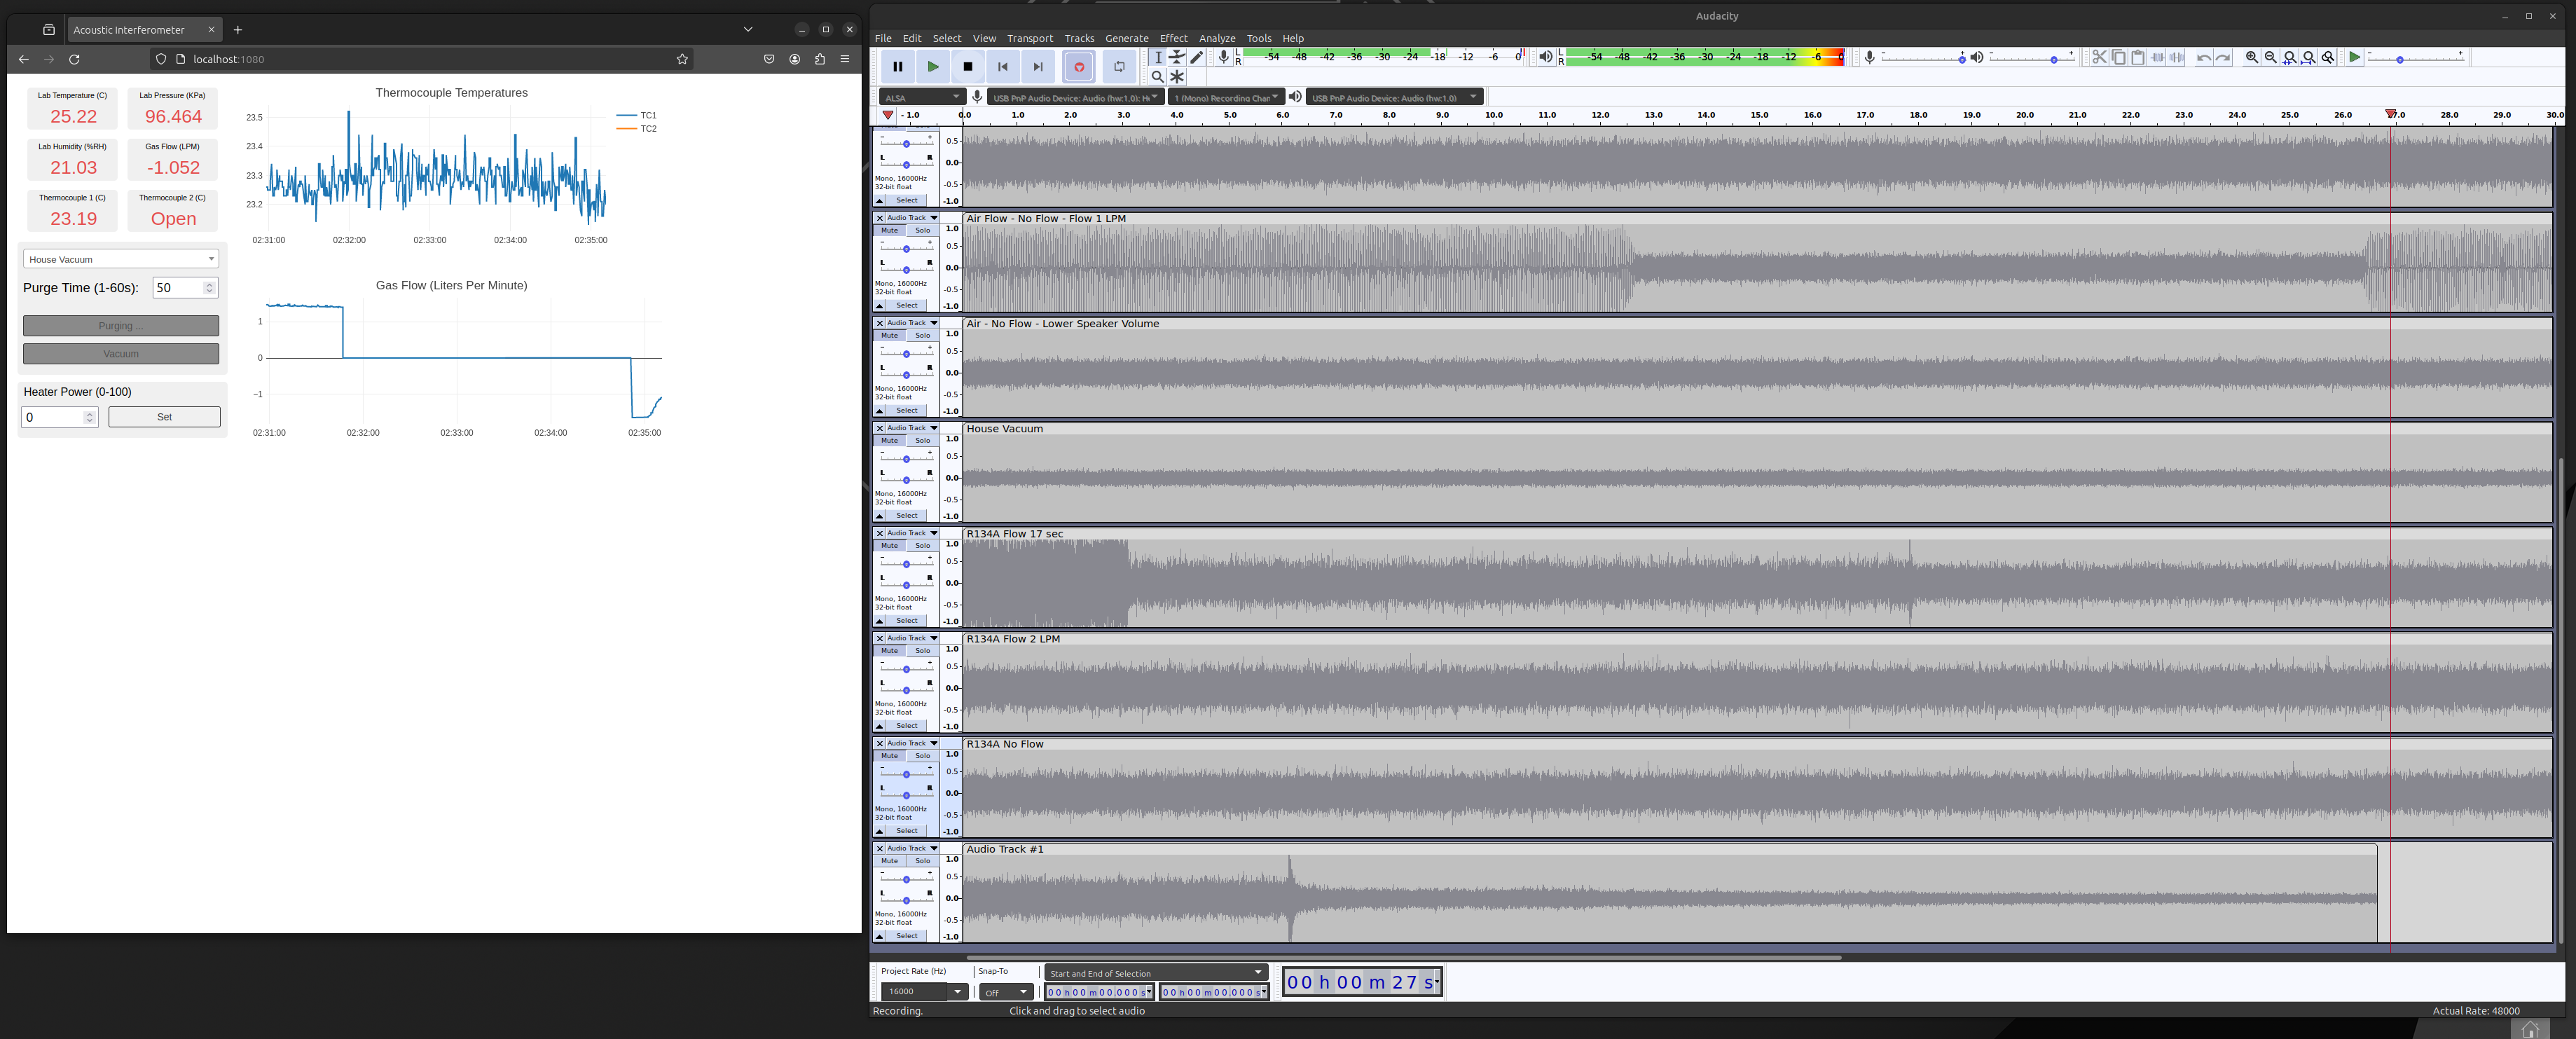 Acoustic Interferometer
localhost:1080
Lab Temperature (C)
25.22
Lab Pressure (KPa)
96.464
Lab Humidity (%RH)
21.03
Gas Flow (LPM)
-1.052
Thermocouple 1 (C)
23.19
Thermocouple 2 (C)
Open
House Vacuum
Purge Time (1-60s): 50
Purging ...
Vacuum
Heater Power (0-100)
0 Set
Thermocouple Temperatures
23.5
23.4
23.3
23.2
02:31:00 02:32:00 02:33:00 02:34:00 02:35:00
TC1
TC2
Gas Flow (Liters Per Minute)
1
0
−1
02:31:00 02:32:00 02:33:00 02:34:00 02:35:00
Audacity
File Edit Select View Transport Tracks Generate Effect Analyze Tools Help
L R -54 -48 -42 -36 -30 -24 -18 -12 -6 0
L R -54 -48 -42 -36 -30 -24 -18 -12 -6 0
ALSA USB PnP Audio Device: Audio (hw:1,0): 1 (Mono) Recording Chan USB PnP Audio Device: Audio (hw:1,0)
- 1.0 0.0 1.0 2.0 3.0 4.0 5.0 6.0 7.0 8.0 9.0 10.0 11.0 12.0 13.0 14.0 15.0 16.0 17.0 18.0 19.0 20.0 21.0 22.0 23.0 24.0 25.0 26.0 27.0 28.0 29.0 30.0
- +
L R
Mono, 16000Hz
32-bit float
Select
0.5
0.0
-0.5
-1.0
Audio Track
Mute Solo
- +
L R
Mono, 16000Hz
32-bit float
Select
1.0
0.5
0.0
-0.5
-1.0
Air Flow - No Flow - Flow 1 LPM
Audio Track
Mute Solo
- +
L R
Mono, 16000Hz
32-bit float
Select
1.0
0.5
0.0
-0.5
-1.0
Air - No Flow - Lower Speaker Volume
Audio Track
Mute Solo
- +
L R
Mono, 16000Hz
32-bit float
Select
1.0
0.5
0.0
-0.5
-1.0
House Vacuum
Audio Track
Mute Solo
- +
L R
Mono, 16000Hz
32-bit float
Select
1.0
0.5
0.0
-0.5
-1.0
R134A Flow 17 sec
Audio Track
Mute Solo
- +
L R
Mono, 16000Hz
32-bit float
Select
1.0
0.5
0.0
-0.5
-1.0
R134A Flow 2 LPM
Audio Track
Mute Solo
- +
L R
Mono, 16000Hz
32-bit float
Select
1.0
0.5
0.0
-0.5
-1.0
R134A No Flow
Audio Track
Mute Solo
- +
L R
Mono, 16000Hz
32-bit float
Select
1.0
0.5
0.0
-0.5
-1.0
Audio Track #1
Project Rate (Hz) Snap-To Start and End of Selection
16000 Off 00 h 00 m 00.000 s 00 h 00 m 00.000 s
00 h 00 m 27 s
Recording. Click and drag to select audio Actual Rate: 48000